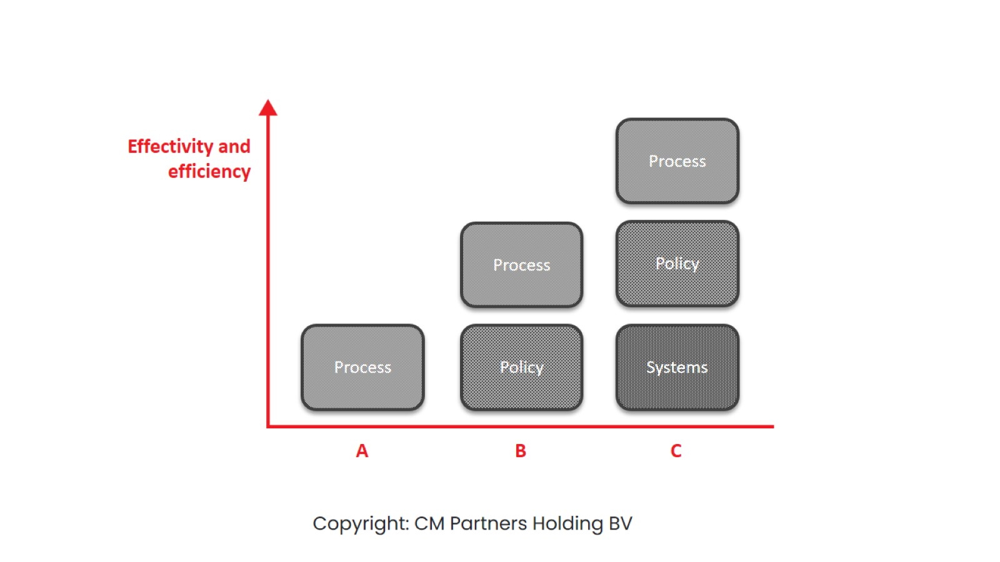 Effectivity and
efficiency
Process
Process
Policy
Process
Policy
Systems
A
B
C
Copyright: CM Partners Holding BV